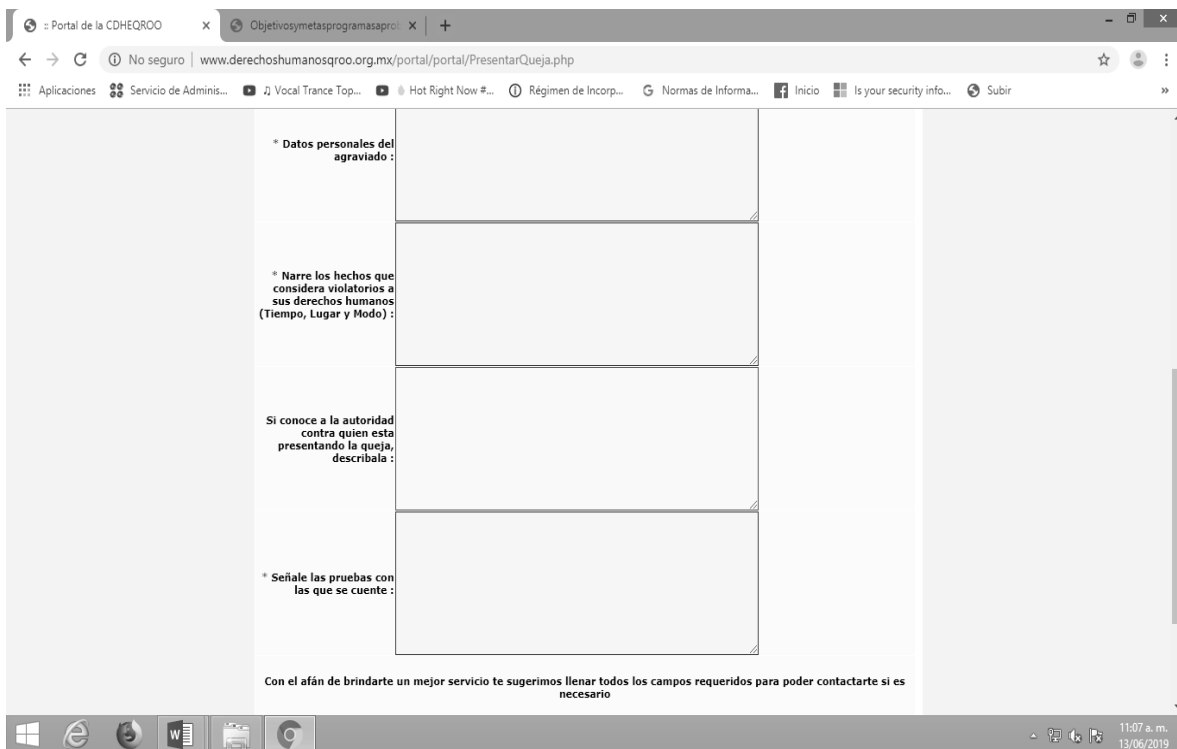 :: Portal de la CDHEQROO
Objetivosymetasprogramasaprob
No seguro | www.derechoshumanosqroo.org.mx/portal/portal/PresentarQueja.php
Aplicaciones Servicio de Adminis... ♫ Vocal Trance Top... Hot Right Now #... Régimen de Incorp... G Normas de Informa... Inicio Is your security info... Subir »
* Datos personales del
agraviado :
* Narre los hechos que
considera violatorios a
sus derechos humanos
(Tiempo, Lugar y Modo) :
Si conoce a la autoridad
contra quien esta
presentando la queja,
describala :
* Señale las pruebas con
las que se cuente :
Con el afán de brindarte un mejor servicio te sugerimos llenar todos los campos requeridos para poder contactarte si es
necesario
11:07 a. m.
13/06/2019